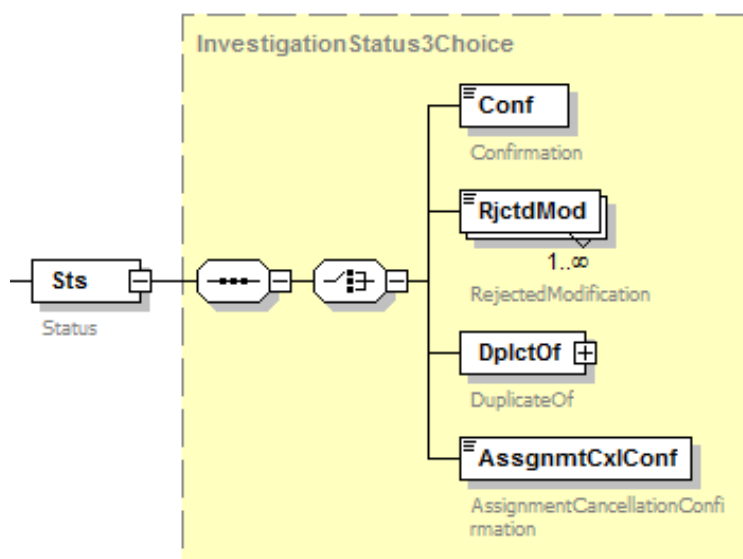 InvestigationStatus3Choice
Conf
Confirmation
RjctdMod
1..∞
RejectedModification
Sts
Status
DplctOf
DuplicateOf
AssgnmtCxlConf
AssignmentCancellationConfi
rmation